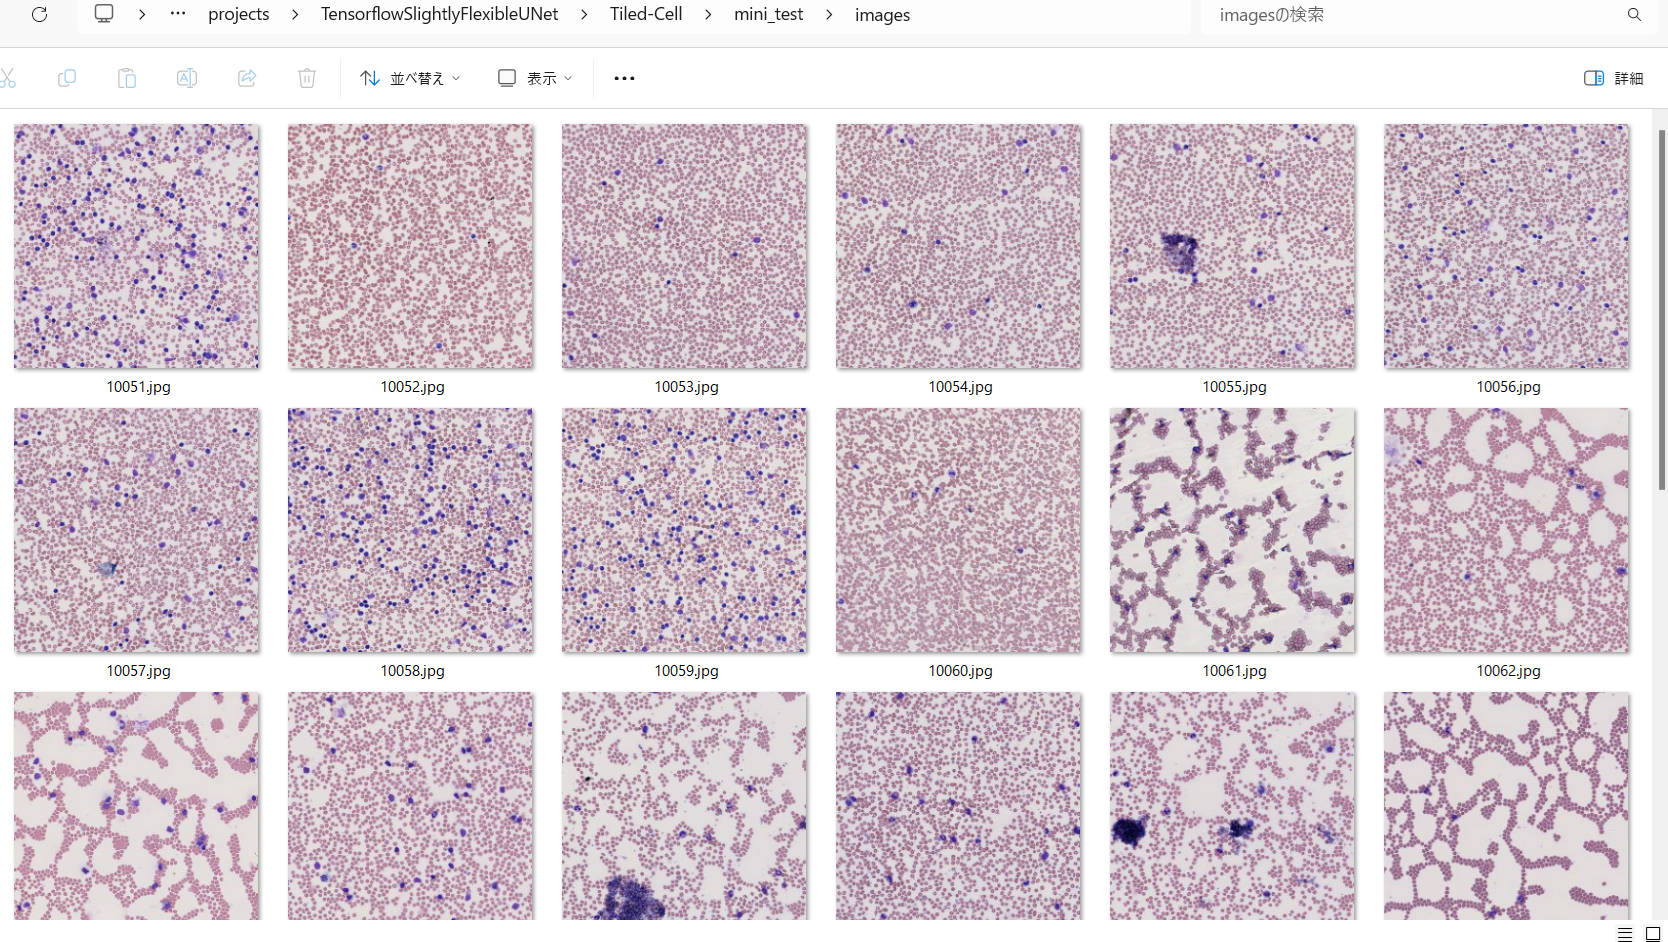 projects > TensorflowSlightlyFlexibleUNet > Tiled-Cell > mini_test > images
imagesの検索
並べ替え 表示 詳細
10051.jpg 10052.jpg 10053.jpg 10054.jpg 10055.jpg 10056.jpg
10057.jpg 10058.jpg 10059.jpg 10060.jpg 10061.jpg 10062.jpg